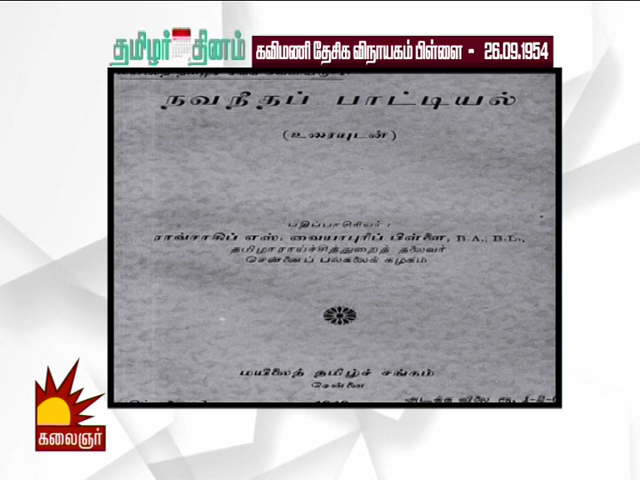 தமிழர் தினம்
கவிமணி தேசிக விநாயகம் பிள்ளை - 26.09.1954
நவநீதப் பாட்டியல்
(உரையுடன்)
பதிப்பாசிரியர் :
ராவ்சாகிப் எஸ். வையாபுரிப் பிள்ளை, B.A., B.L.,
தமிழாராய்ச்சித்துறைத் தலைவர்
சென்னைப் பல்கலைக் கழகம்
மயிலைத் தமிழ்ச் சங்கம்
சென்னை
கலைஞர்